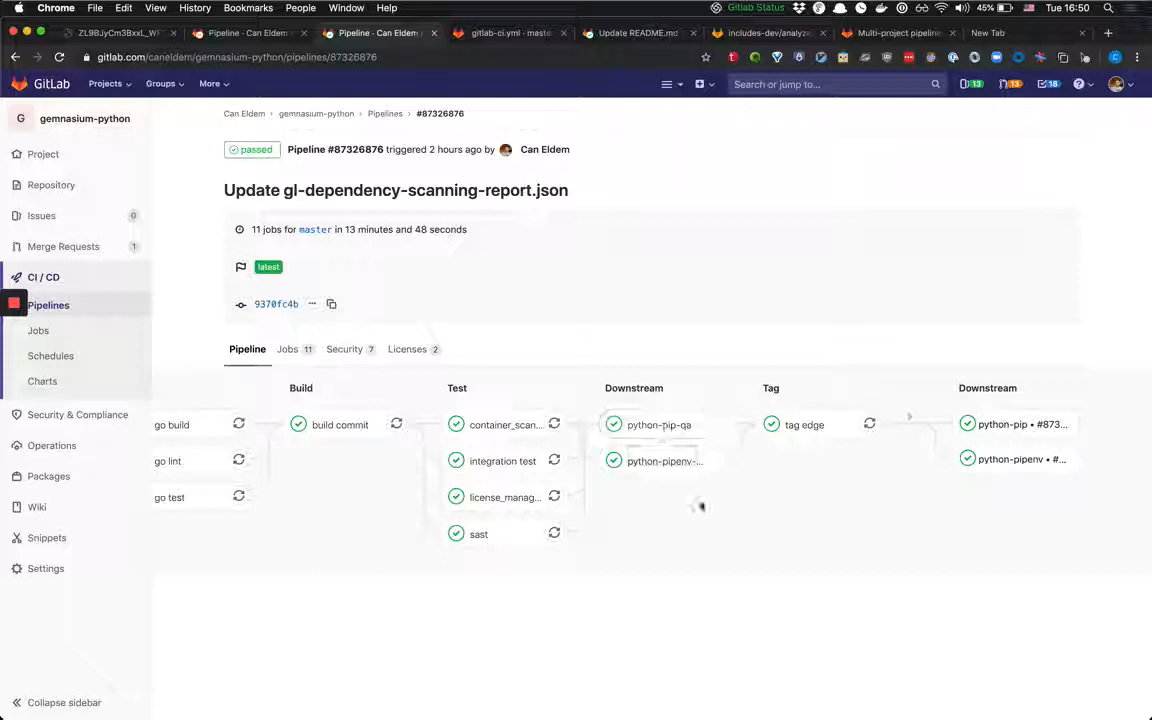 Chrome File Edit View History Bookmarks People Window Help Gitlab Status 45% Tue 16:50
Pipeline - Can Eldem Pipeline - Can Eldem gitlab-ci.yml - maste Update README.md includes-dev/analyze Multi-project pipeline New Tab
gitlab.com/caneldem/gemnasium-python/pipelines/87326876
GitLab Projects Groups More Search or jump to... 13 13 18
G gemnasium-python
Project
Repository
Issues 0
Merge Requests 1
CI / CD
Pipelines
Jobs
Schedules
Charts
Security & Compliance
Operations
Packages
Wiki
Snippets
Settings
Collapse sidebar
Can Eldem › gemnasium-python › Pipelines › #87326876
passed Pipeline #87326876 triggered 2 hours ago by Can Eldem
Update gl-dependency-scanning-report.json
11 jobs for master in 13 minutes and 48 seconds
latest
9370fc4b ...
Pipeline Jobs 11 Security 7 Licenses 2
Build Test Downstream Tag Downstream
go build build commit container_scan... python-pip-qa tag edge python-pip • #873...
go lint integration test python-pipenv-... python-pipenv • #...
go test license_manag...
sast